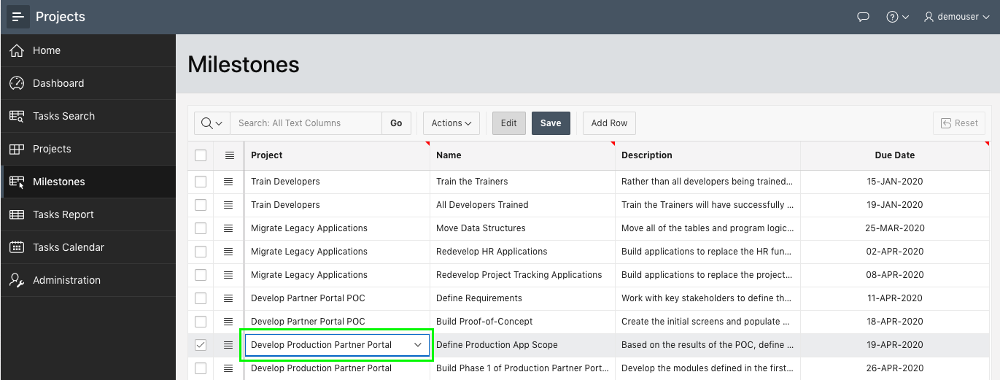 Projects
demouser
Home
Dashboard
Tasks Search
Projects
Milestones
Tasks Report
Tasks Calendar
Administration
Milestones
Search: All Text Columns Go Actions Edit Save Add Row Reset
Project Name Description Due Date
Train Developers Train the Trainers Rather than all developers being trained... 15-JAN-2020
Train Developers All Developers Trained Train the Trainers will have successfully ... 19-JAN-2020
Migrate Legacy Applications Move Data Structures Move all of the tables and program logic... 25-MAR-2020
Migrate Legacy Applications Redevelop HR Applications Build applications to replace the HR fun... 02-APR-2020
Migrate Legacy Applications Redevelop Project Tracking Applications Build applications to replace the project... 08-APR-2020
Develop Partner Portal POC Define Requirements Work with key stakeholders to define th... 11-APR-2020
Develop Partner Portal POC Build Proof-of-Concept Create the initial screens and populate ... 18-APR-2020
Develop Production Partner Portal Define Production App Scope Based on the results of the POC, define ... 19-APR-2020
Develop Production Partner Portal Build Phase 1 of Production Partner Port... Develop the modules defined in the first... 26-APR-2020